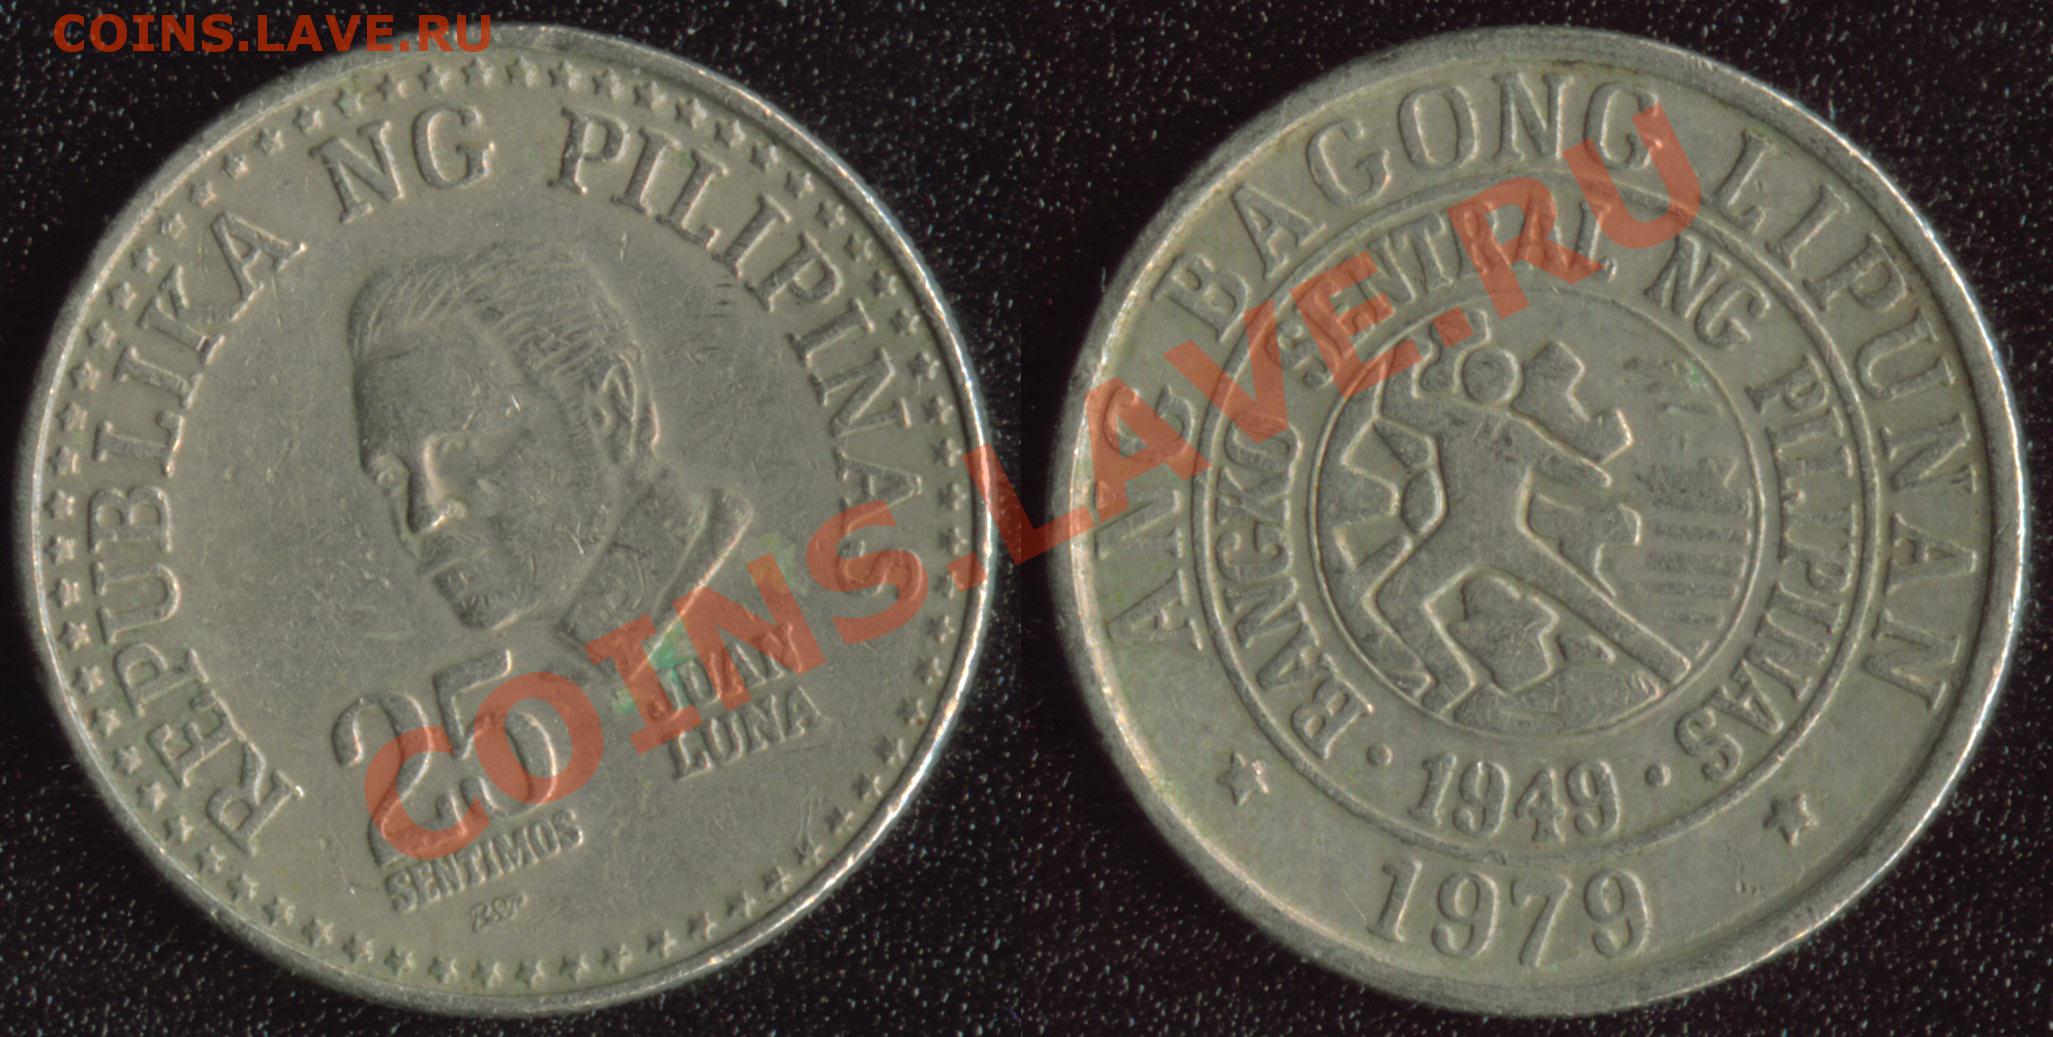 COINS.LAVE.RU
REPUBLIKA NG PILIPINAS
25
SENTIMOS
JUAN
LUNA
ANG BAGONG LIPUNAN
BANGKO SENTRAL NG PILIPINAS
1949
1979
COINS.LAVE.RU